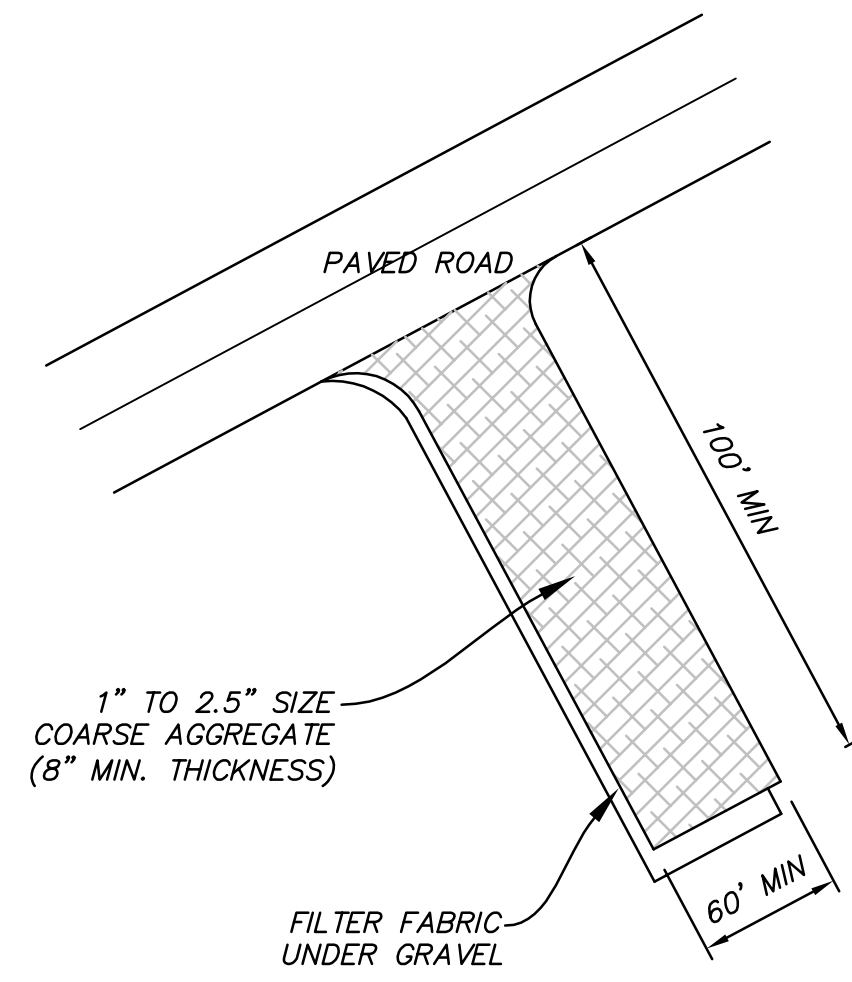 PAVED ROAD
100' MIN
1" TO 2.5" SIZE
COARSE AGGREGATE
(8" MIN. THICKNESS)
60' MIN
FILTER FABRIC
UNDER GRAVEL